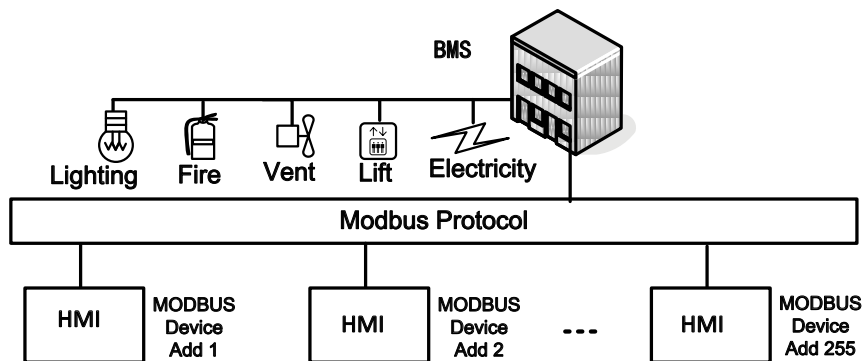 BMS
Lighting
Fire
Vent
Lift
Electricity
Modbus Protocol
HMI
MODBUS
Device
Add 1
HMI
MODBUS
Device
Add 2
---
HMI
MODBUS
Device
Add 255